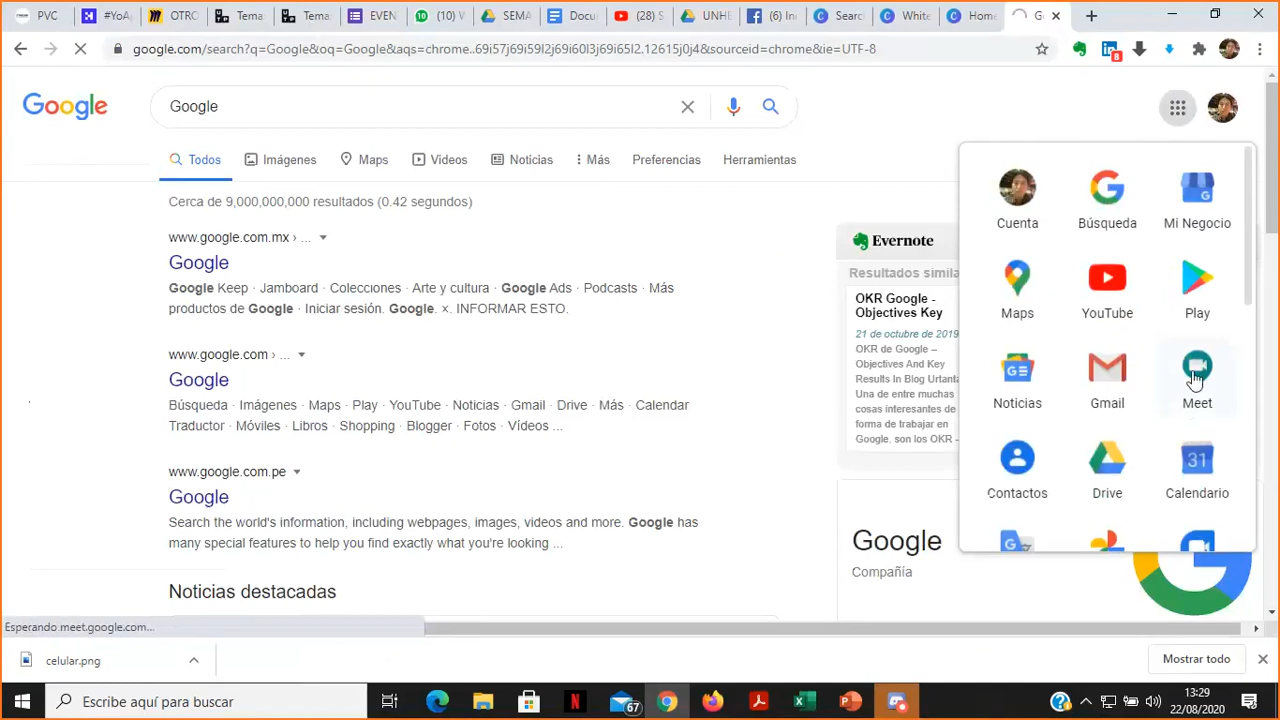 PVC
#YoAp
OTRO
Tema
Tema
EVEN
(10) V
SEMA
Docu
(28) S
UNHE
(6) In
Searc
White
Home
G
google.com/search?q=Google&oq=Google&aqs=chrome..69i57j69i59l2j69i60l3j69i65l2.12615j0j4&sourceid=chrome&ie=UTF-8
8
Google
Google
Todos
Imágenes
Maps
Videos
Noticias
Más
Preferencias
Herramientas
Cerca de 9,000,000,000 resultados (0.42 segundos)
www.google.com.mx › ...
Google
Google Keep · Jamboard · Colecciones · Arte y cultura · Google Ads · Podcasts · Más
productos de Google · Iniciar sesión. Google. ×. INFORMAR ESTO.
www.google.com › ...
Google
Búsqueda · Imágenes · Maps · Play · YouTube · Noticias · Gmail · Drive · Más · Calendar
Traductor · Móviles · Libros · Shopping · Blogger · Fotos · Vídeos ...
www.google.com.pe
Google
Search the world's information, including webpages, images, videos and more. Google has
many special features to help you find exactly what you're looking ...
Noticias destacadas
Evernote
Resultados simila
OKR Google -
Objectives Key
Results
21 de octubre de 2019
OKR de Google –
Objectives And Key
Results In Blog Urtanta
Una de entre muchas
cosas interesantes de
forma de trabajar en
Google, son los OKR -
Google
Compañía
Cuenta
Búsqueda
Mi Negocio
Maps
YouTube
Play
Noticias
Gmail
Meet
Contactos
Drive
31
Calendario
Esperando meet.google.com...
celular.png
Mostrar todo
Escribe aquí para buscar
67
13:29
22/08/2020